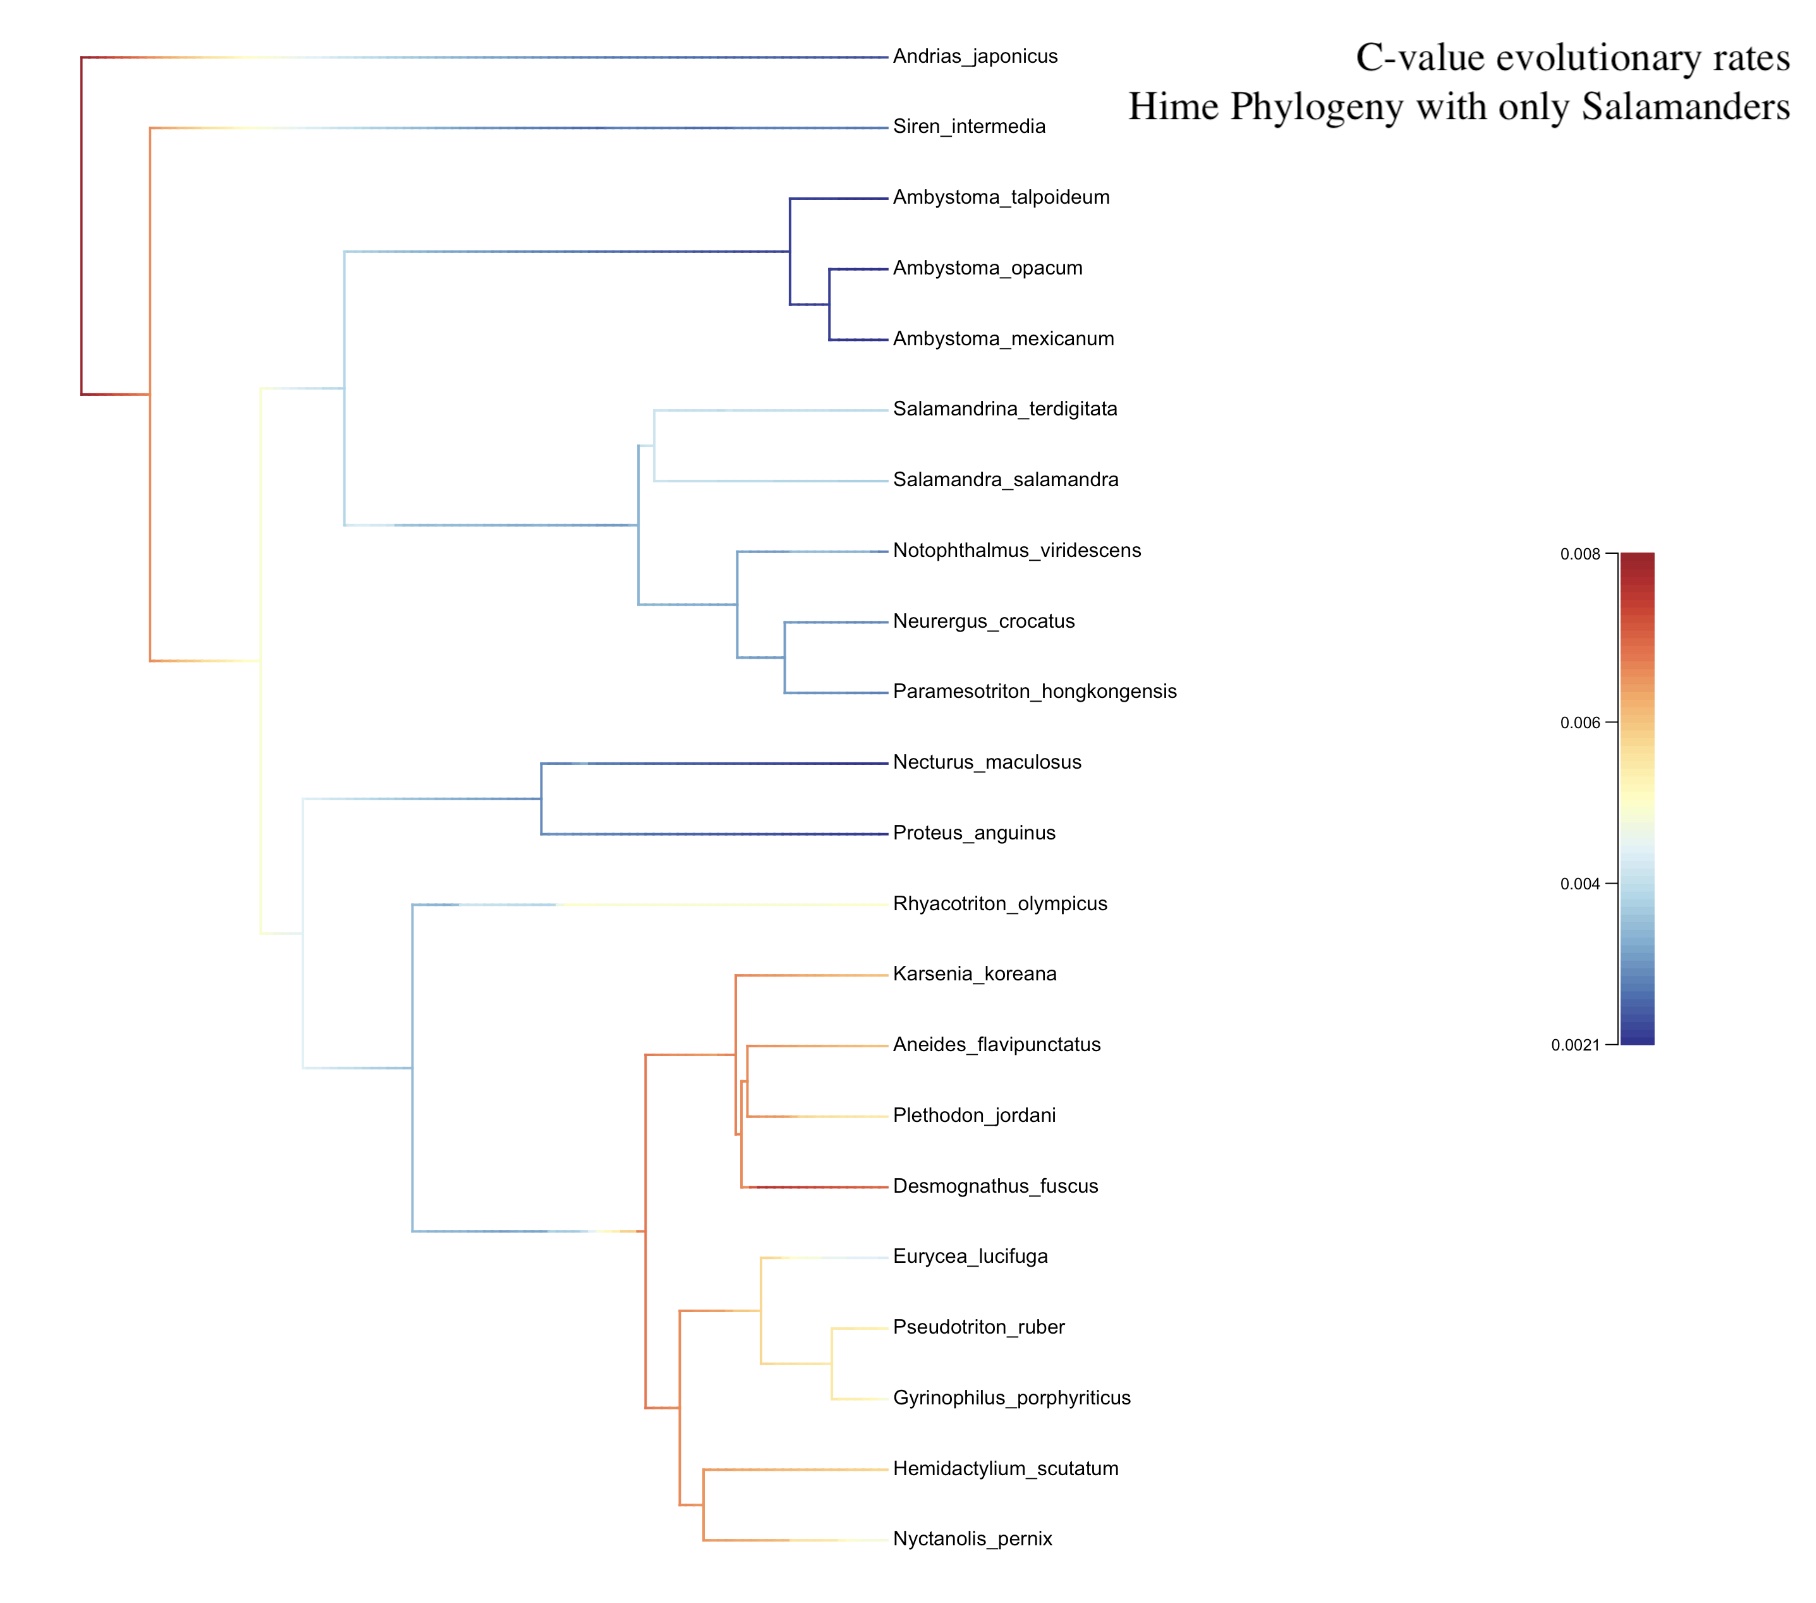 C-value evolutionary rates
Hime Phylogeny with only Salamanders
Andrias_japonicus
Siren_intermedia
Ambystoma_talpoideum
Ambystoma_opacum
Ambystoma_mexicanum
Salamandrina_terdigitata
Salamandra_salamandra
Notophthalmus_viridescens
Neurergus_crocatus
Paramesotriton_hongkongensis
Necturus_maculosus
Proteus_anguinus
Rhyacotriton_olympicus
Karsenia_koreana
Aneides_flavipunctatus
Plethodon_jordani
Desmognathus_fuscus
Eurycea_lucifuga
Pseudotriton_ruber
Gyrinophilus_porphyriticus
Hemidactylium_scutatum
Nyctanolis_pernix
0.008
0.006
0.004
0.0021